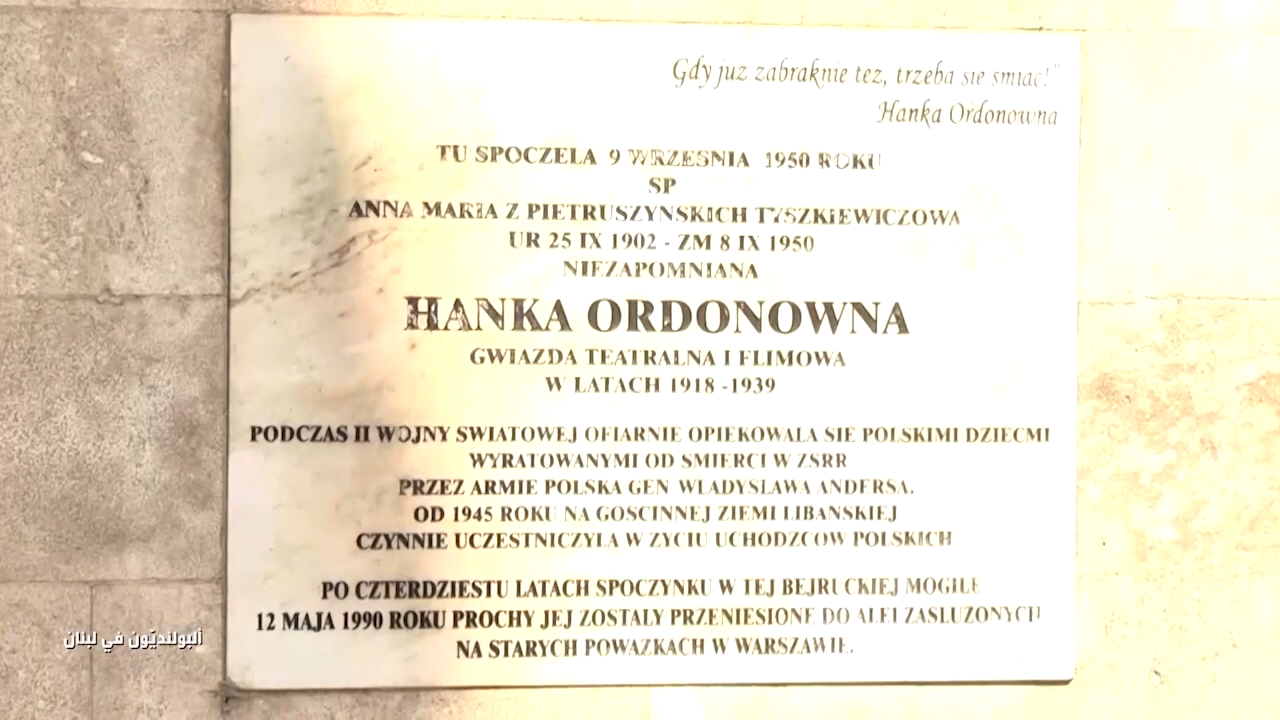 Gdy juz zabraknie tez, trzeba sie smiac!"
Hanka Ordonowna
TU SPOCZELA 9 WRZESNIA 1950 ROKU
SP
ANNA MARIA Z PIETRUSZYNSKICH TYSZKIEWICZOWA
UR 25 IX 1902 - ZM 8 IX 1950
NIEZAPOMNIANA
HANKA ORDONOWNA
GWIAZDA TEATRALNA I FLIMOWA
W LATACH 1918 -1939
PODCZAS II WOJNY SWIATOWEJ OFIARNIE OPIEKOWALA SIE POLSKIMI DZIECMI
WYRATOWANYMI OD SMIERCI W ZSRR
PRZEZ ARMIE POLSKA GEN WLADYSLAWA ANDERSA.
OD 1945 ROKU NA GOSCINNEJ ZIEMI LIBANSKIEJ
CZYNNIE UCZESTNICZYLA W ZYCIU UCHODZCOW POLSKICH
PO CZTERDZIESTU LATACH SPOCZYNKU W TEJ BEJRUCKIEJ MOGILE
12 MAJA 1990 ROKU PROCHY JEJ ZOSTALY PRZENIESIONE DO ALEI ZASLUZONYCH
NA STARYCH POWAZKACH W WARSZAWIE.
ألبولنديّون في لبنان